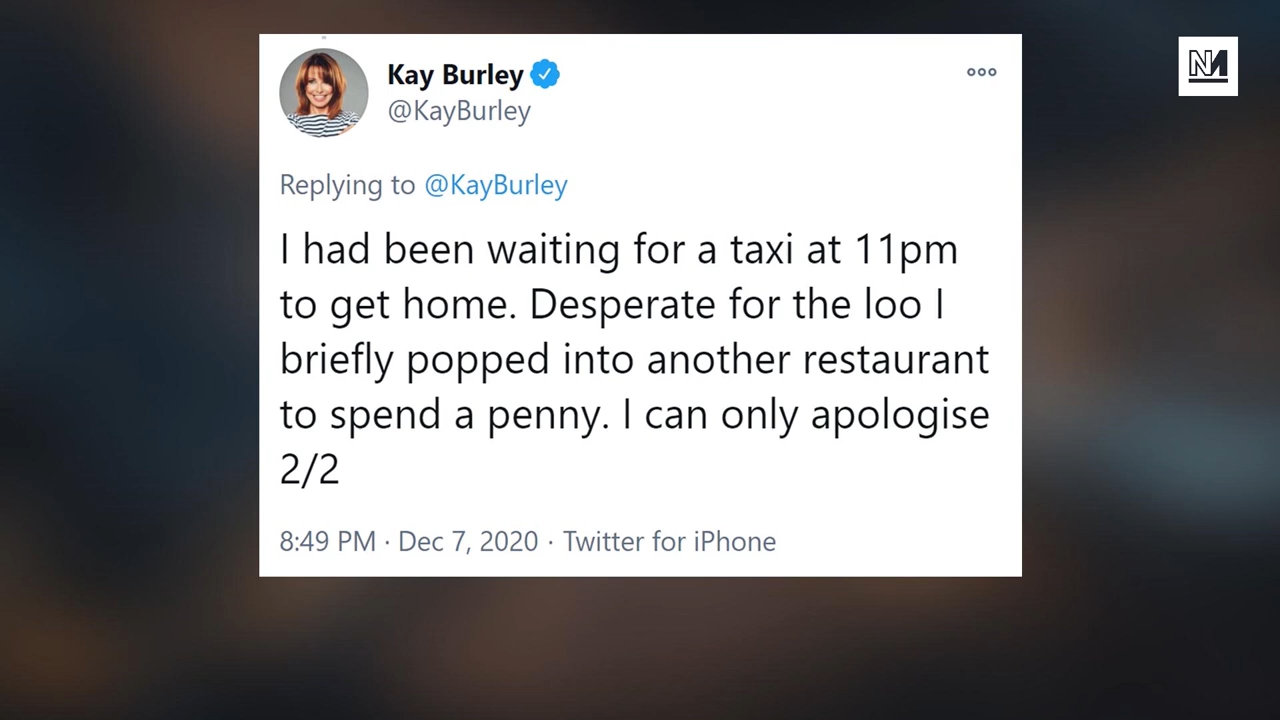 Kay Burley
@KayBurley
Replying to @KayBurley
I had been waiting for a taxi at 11pm
to get home. Desperate for the loo I
briefly popped into another restaurant
to spend a penny. I can only apologise
2/2
8:49 PM · Dec 7, 2020 · Twitter for iPhone
NM